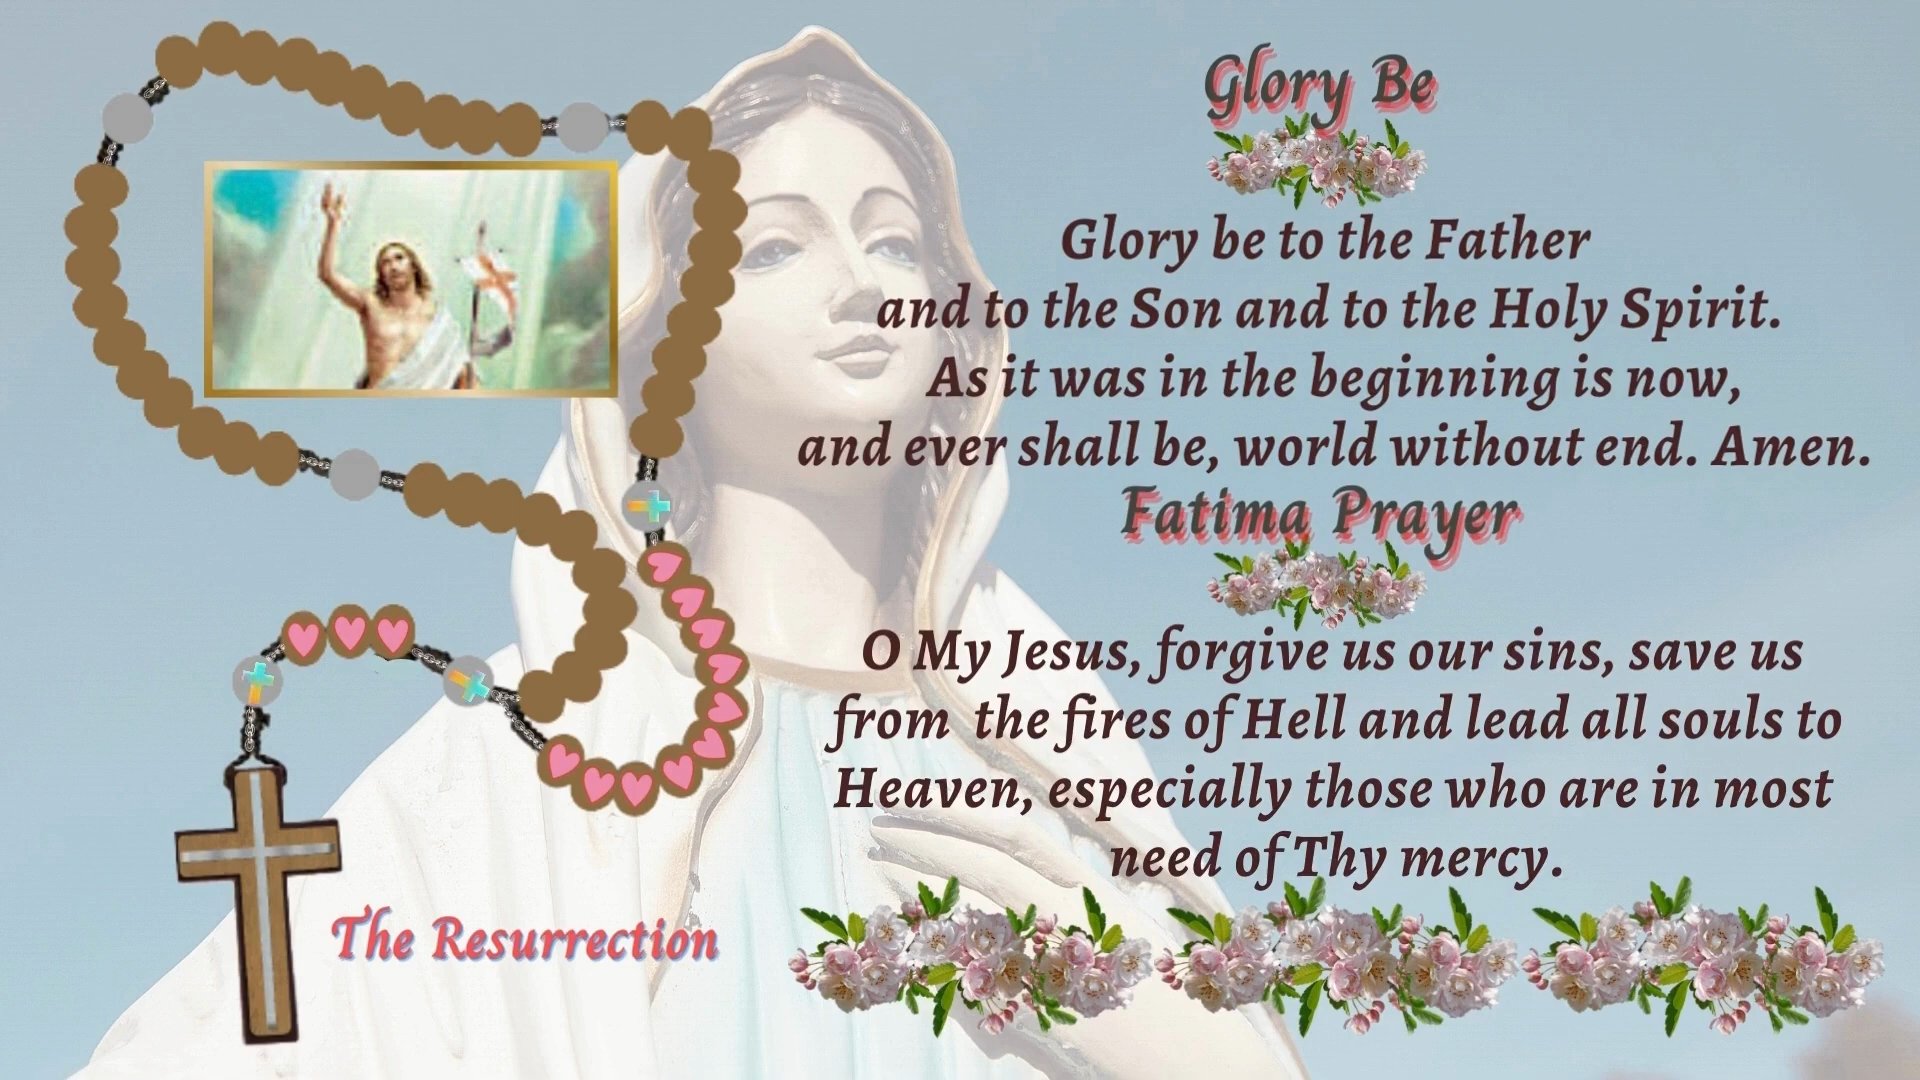 Glory Be
Glory be to the Father
and to the Son and to the Holy Spirit.
As it was in the beginning is now,
and ever shall be, world without end. Amen.
Fatima Prayer
O My Jesus, forgive us our sins, save us
from the fires of Hell and lead all souls to
Heaven, especially those who are in most
need of Thy mercy.
The Resurrection